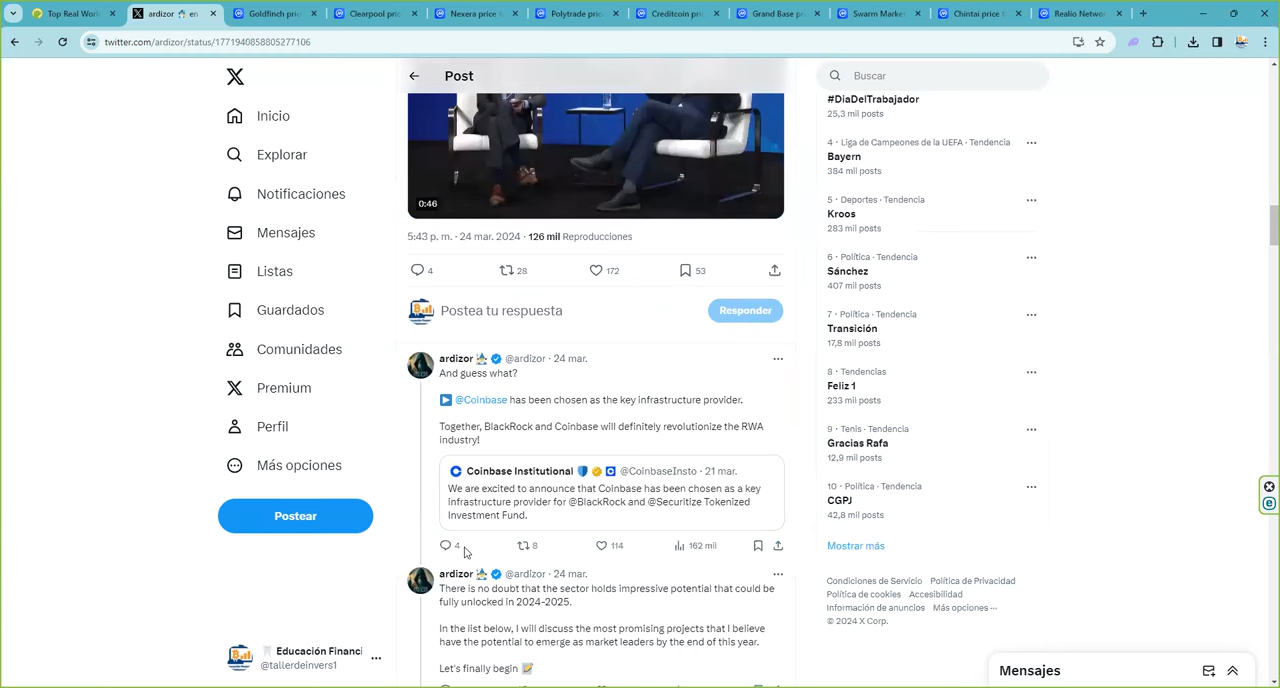 Top Real World
ardizor en
Goldfinch pric
Clearpool price
Nexera price t
Polytrade pric
Creditcoin pri
Grand Base pr
Swarm Market
Chintai price t
Realio Networ
twitter.com/ardizor/status/1771940858805277106
Inicio
Explorar
Notificaciones
Mensajes
Listas
Guardados
Comunidades
Premium
Perfil
Más opciones
Postear
Educación Financi
@tallerdeinvers1
Post
0:46
5:43 p. m. · 24 mar. 2024 · 126 mil Reproducciones
4 28 172 53
Postea tu respuesta
Responder
ardizor @ardizor · 24 mar.
And guess what?
@Coinbase has been chosen as the key infrastructure provider.
Together, BlackRock and Coinbase will definitely revolutionize the RWA
industry!
Coinbase Institutional @CoinbaseInsto · 21 mar.
We are excited to announce that Coinbase has been chosen as a key
Infrastructure provider for @BlackRock and @Securitize Tokenized
Investment Fund.
4 8 114 162 mil
ardizor @ardizor · 24 mar.
There is no doubt that the sector holds impressive potential that could be
fully unlocked in 2024-2025.
In the list below, I will discuss the most promising projects that I believe
have the potential to emerge as market leaders by the end of this year.
Let's finally begin
Buscar
#DiaDelTrabajador
25,3 mil posts
4 · Liga de Campeones de la UEFA · Tendencia
Bayern
384 mil posts
5 · Deportes · Tendencia
Kroos
283 mil posts
6 · Política · Tendencia
Sánchez
407 mil posts
7 · Política · Tendencia
Transición
17,8 mil posts
8 · Tendencias
Feliz 1
233 mil posts
9 · Tenis · Tendencia
Gracias Rafa
12,9 mil posts
10 · Política · Tendencia
CGPJ
42,8 mil posts
Mostrar más
Condiciones de Servicio Política de Privacidad
Política de cookies Accesibilidad
Información de anuncios Más opciones ···
© 2024 X Corp.
Mensajes